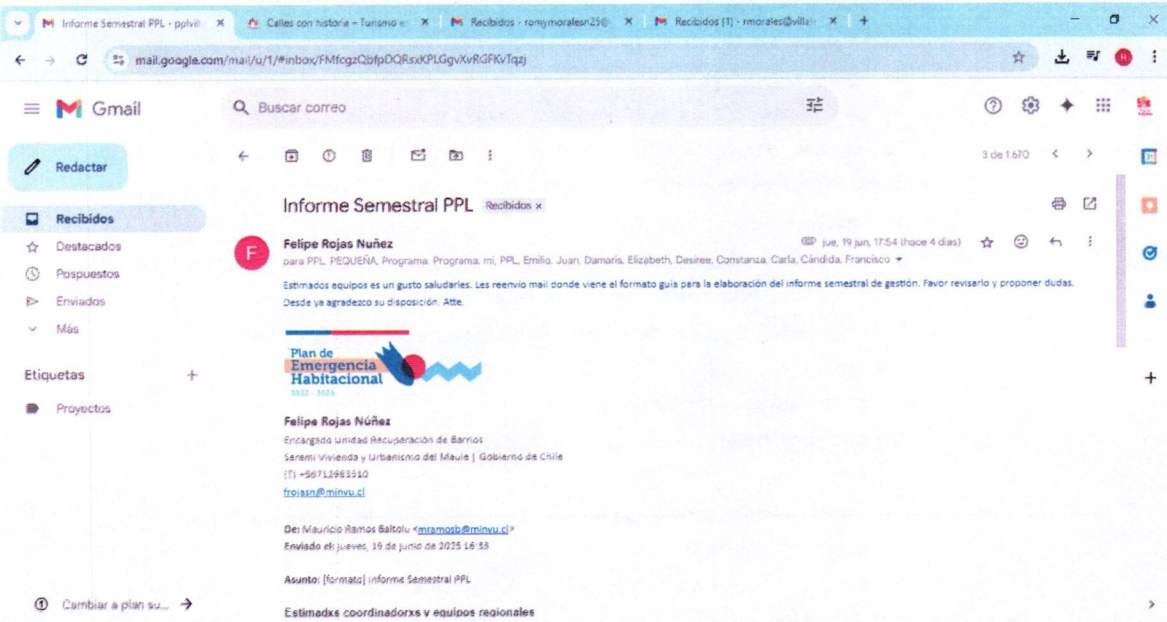 Informe Semestral PPL - pplvill
Calles con historia – Turismo e
Recibidos - romymoralesn25@
Recibidos (1) - rmorales@villa
mail.google.com/mail/u/1/#inbox/
Gmail
Buscar correo
Redactar
3 de 1.670
Recibidos
Destacados
Pospuestos
Enviados
Más
Etiquetas
Proyectos
Cambiar a plan su...
Informe Semestral PPL Recibidos x
Felipe Rojas Nuñez
jue, 19 jun, 17:54 (hace 4 días)
para PPL, PEQUEÑA, Programa, Programa, mí, PPL, Emilio, Juan, Damaris, Elizabeth, Desiree, Constanza, Carla, Cándida, Francisco
Estimados equipos es un gusto saludarles. Les reenvio mail donde viene el formato guia para la elaboración del informe semestral de gestión. Favor revisarlo y proponer dudas.
Desde ya agradezco su disposición. Atte.
Plan de
Emergencia
Habitacional
2022 - 2025
Felipe Rojas Núñez
Encargado Unidad Recuperación de Barrios
Seremi Vivienda y Urbanismo del Maule | Gobierno de Chile
frojasn@minvu.cl
De: Mauricio Ramos <mramosb@minvu.cl>
Enviado el: jueves, 19 de junio de 2025 16:33
Asunto: [formato] Informe Semestral PPL
Estimadxs coordinadorxs y equipos regionales